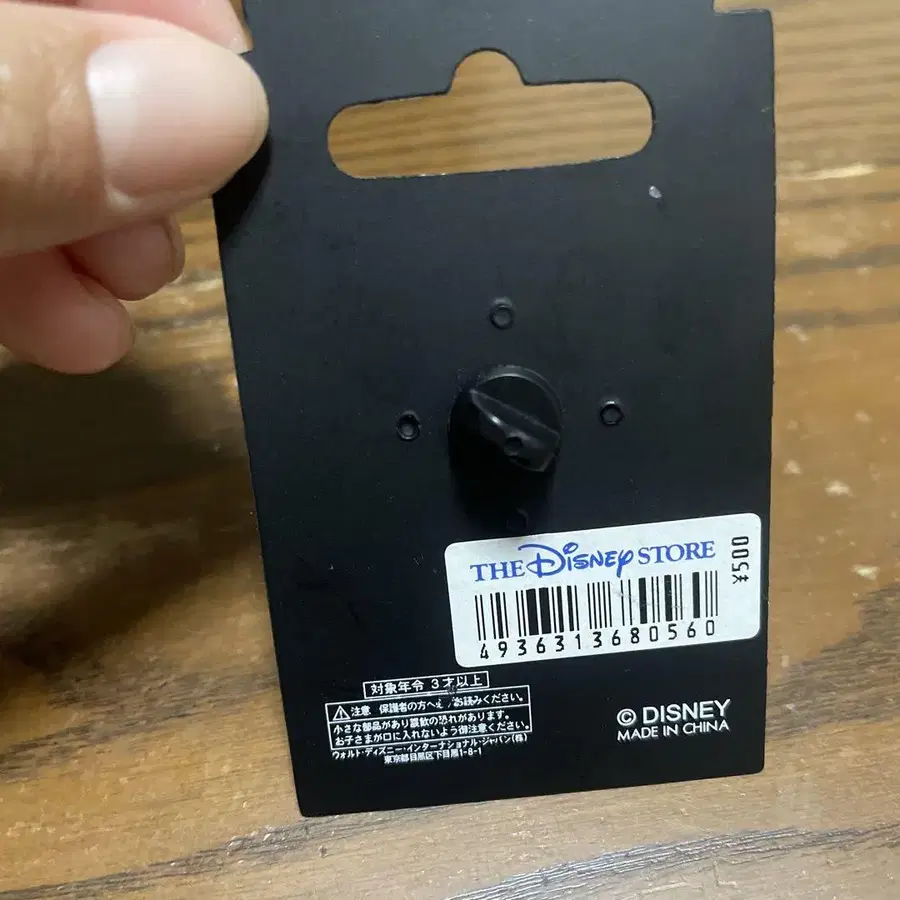 THE DISNEY STORE
¥500
4936313680560
対象年令 3才以上
⚠注意 保護者の方へ お読みください。
小さな部品があり誤飲の恐れがあります。
お子さまが口に入れないよう御注意ください。
ウォルト・ディズニー・インターナショナル・ジャパン(株)
東京都目黒区下目黒1-8-1
© DISNEY
MADE IN CHINA